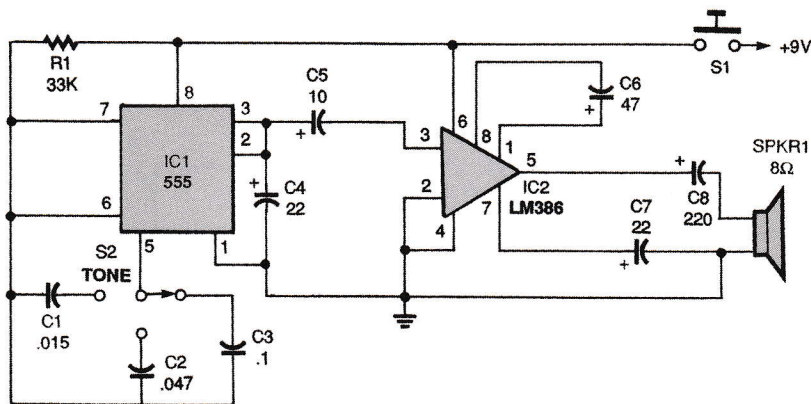 R1
33K
8
7
6
5
3
2
1
IC1
555
C5
10
+
C4
22
+
S2
TONE
C1
.015
C2
.047
C3
.1
3
2
6
4
8
1
5
7
IC2
LM386
C6
47
+
C7
22
+
C8
220
+
S1
+9V
SPKR1
8Ω